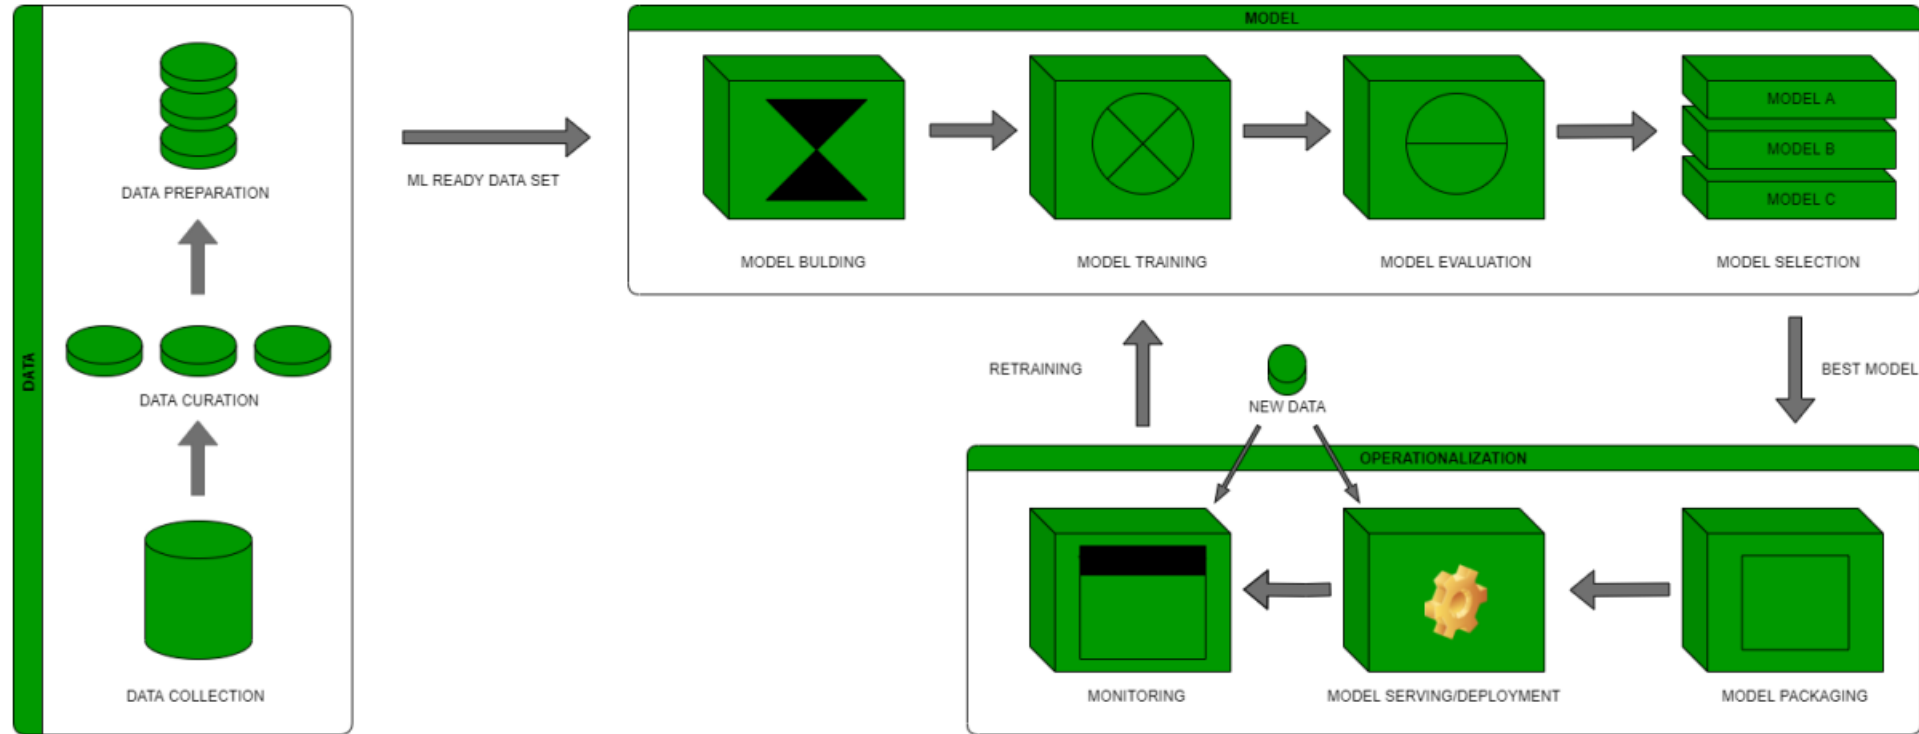 DATA
DATA PREPARATION
DATA CURATION
DATA COLLECTION
ML READY DATA SET
MODEL
MODEL A
MODEL B
MODEL C
MODEL BULDING
MODEL TRAINING
MODEL EVALUATION
MODEL SELECTION
RETRAINING
NEW DATA
BEST MODEL
OPERATIONALIZATION
MONITORING
MODEL SERVING/DEPLOYMENT
MODEL PACKAGING